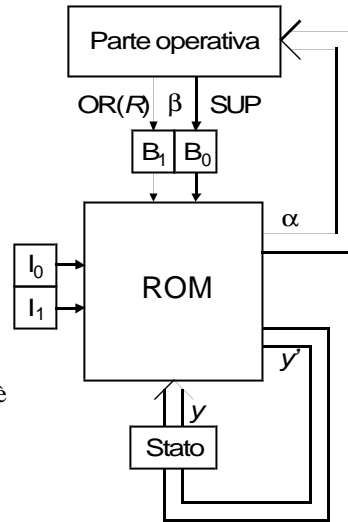 Parte operativa
OR(R) β SUP
B₁ B₀
α
I₀
ROM
I₁
y'
è
y
Stato